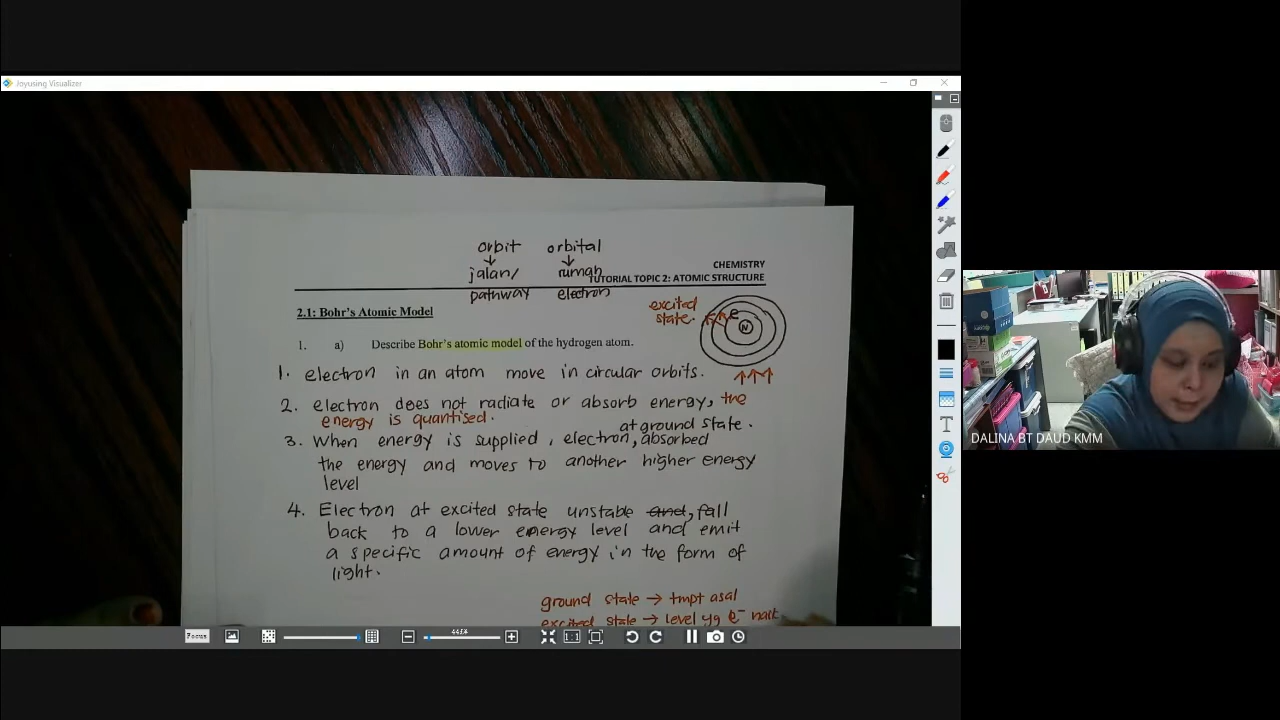 Joyusing Visualizer
orbit orbital
jalan/ rumah
pathway electron
CHEMISTRY
TUTORIAL TOPIC 2: ATOMIC STRUCTURE
2.1: Bohr's Atomic Model
excited
state.
e
N
1. a) Describe Bohr's atomic model of the hydrogen atom.
1. electron in an atom move in circular orbits.
2. electron does not radiate or absorb energy, the
energy is quantised.
at ground state.
3. When energy is supplied, electron, absorbed
the energy and moves to another higher energy
level
4. Electron at excited state unstable and, fall
back to a lower energy level and emit
a specific amount of energy in the form of
light.
ground state → tmpt asal
excited state → level yg e⁻ naik
Focus
1:1
T
DALINA BT DAUD KMM